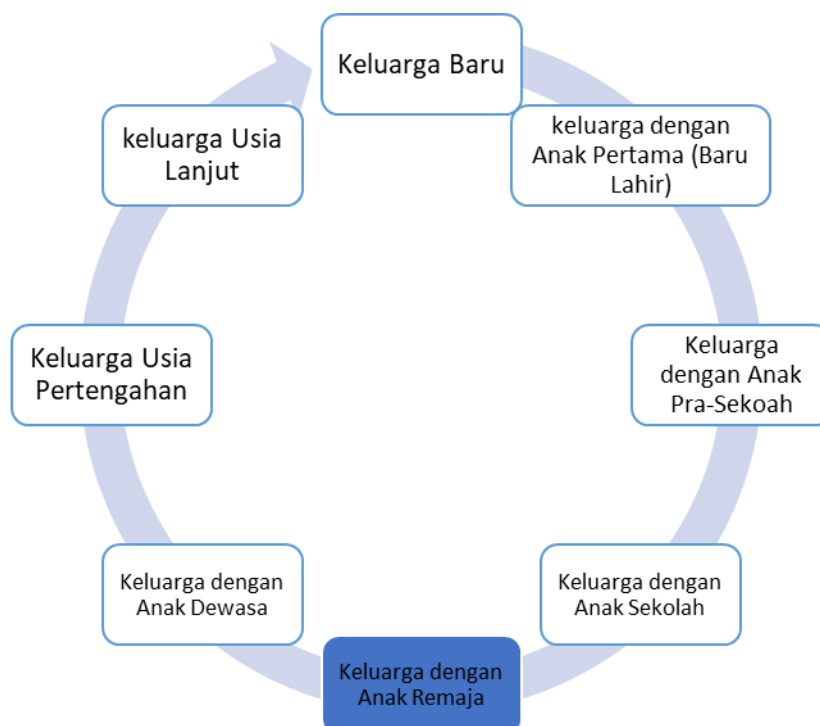 Keluarga Baru
keluarga dengan
Anak Pertama (Baru
Lahir)
Keluarga
dengan Anak
Pra-Sekoah
Keluarga dengan
Anak Sekolah
Keluarga dengan
Anak Remaja
Keluarga dengan
Anak Dewasa
Keluarga Usia
Pertengahan
keluarga Usia
Lanjut